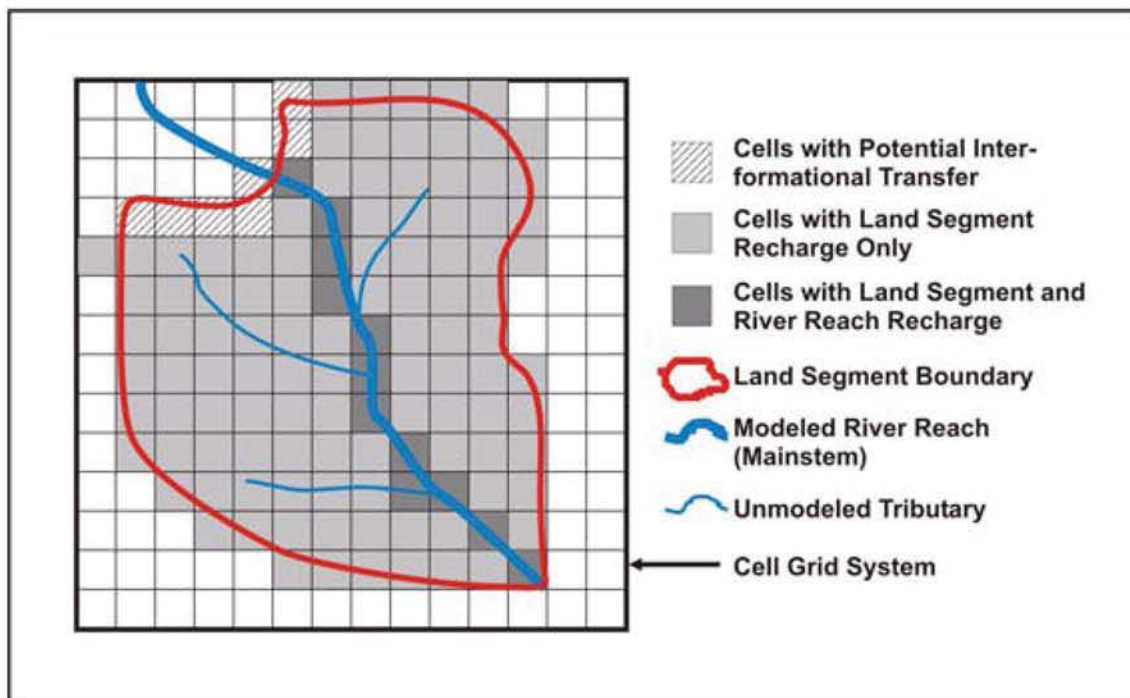 Cells with Potential Inter-
formational Transfer
Cells with Land Segment
Recharge Only
Cells with Land Segment and
River Reach Recharge
Land Segment Boundary
Modeled River Reach
(Mainstem)
Unmodeled Tributary
Cell Grid System